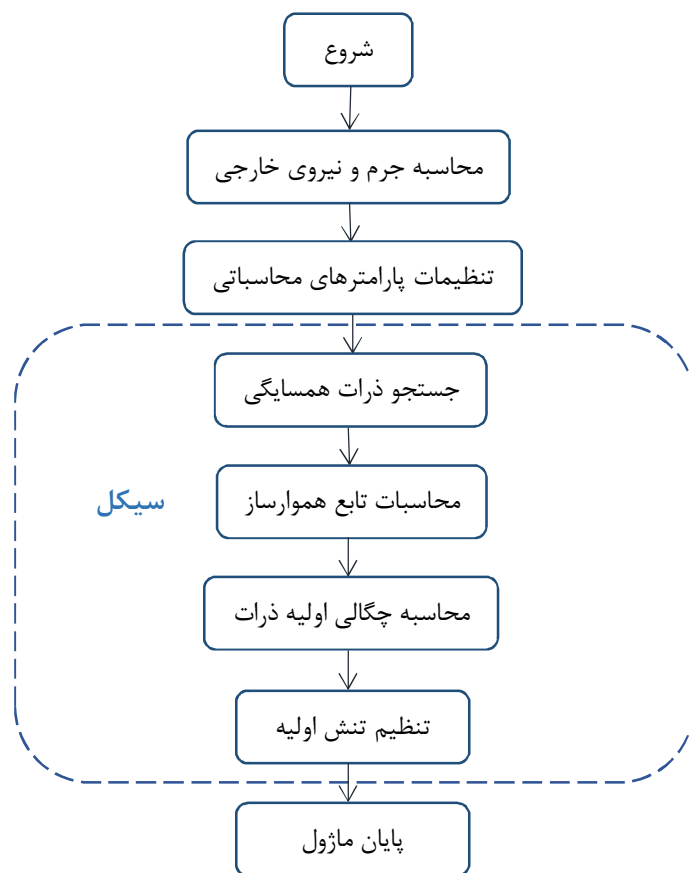 شروع
محاسبه جرم و نیروی خارجی
تنظیمات پارامترهای محاسباتی
جستجو ذرات همسایگی
محاسبات تابع هموارساز
سیکل
محاسبه چگالی اولیه ذرات
تنظیم تنش اولیه
پایان ماژول